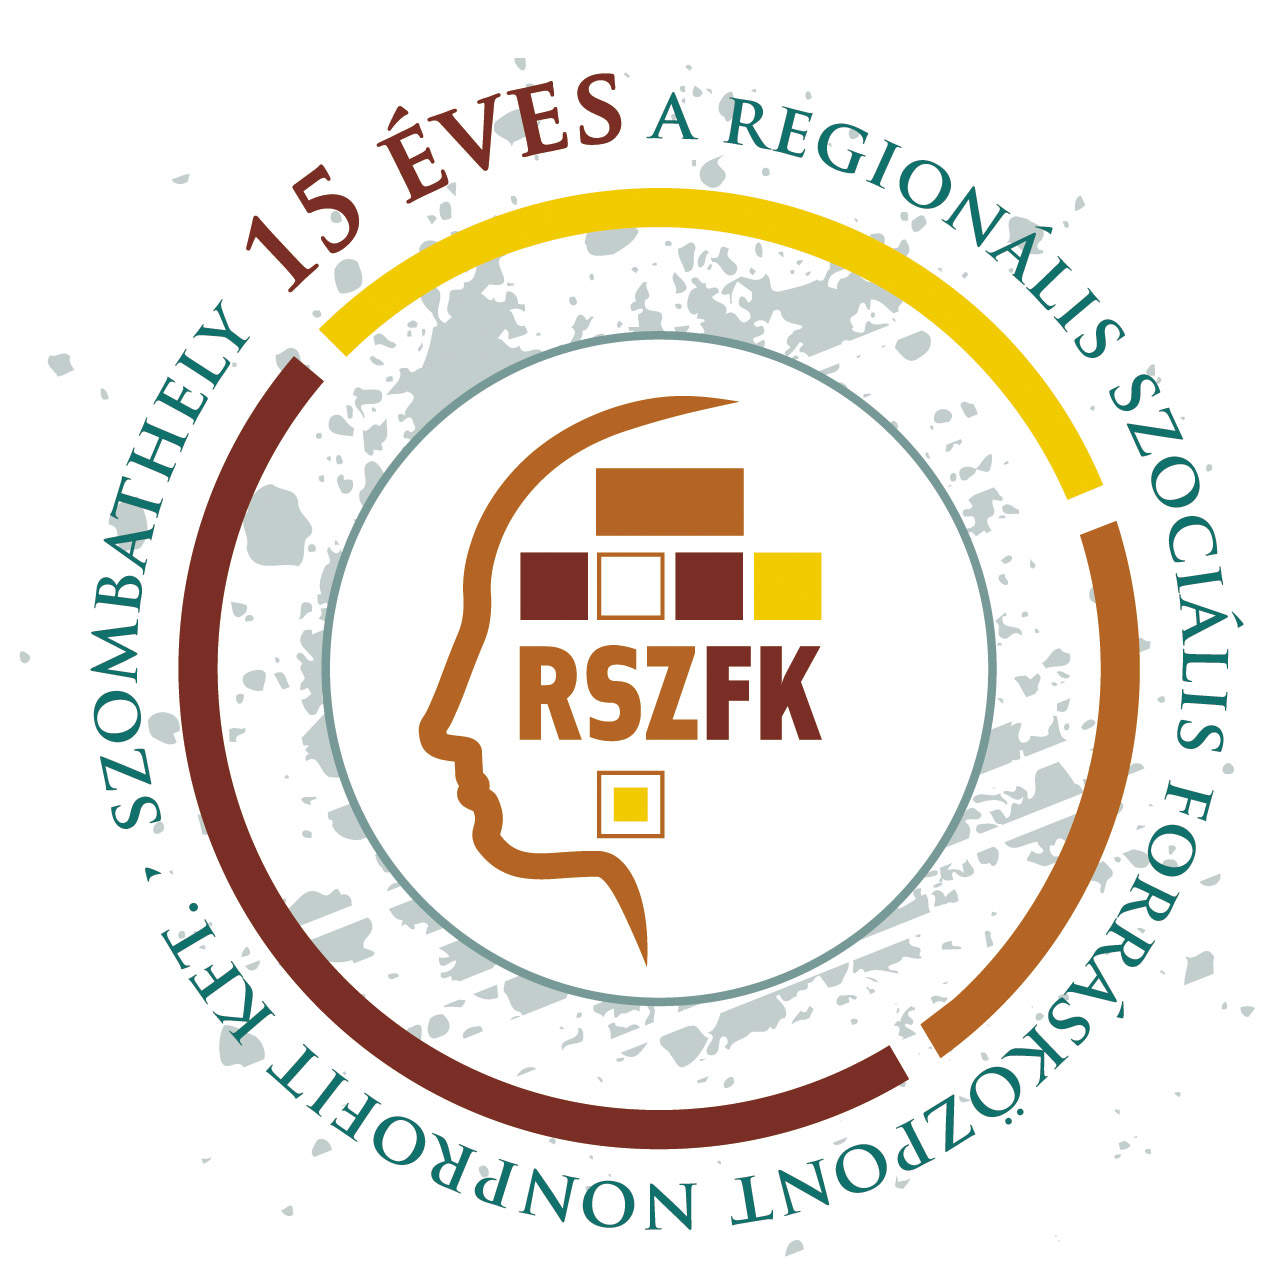 15 ÉVES A REGIONÁLIS SZOCIÁLIS FORRÁSKÖZPONT NONPROFIT KFT., SZOMBATHELY
RSZFK